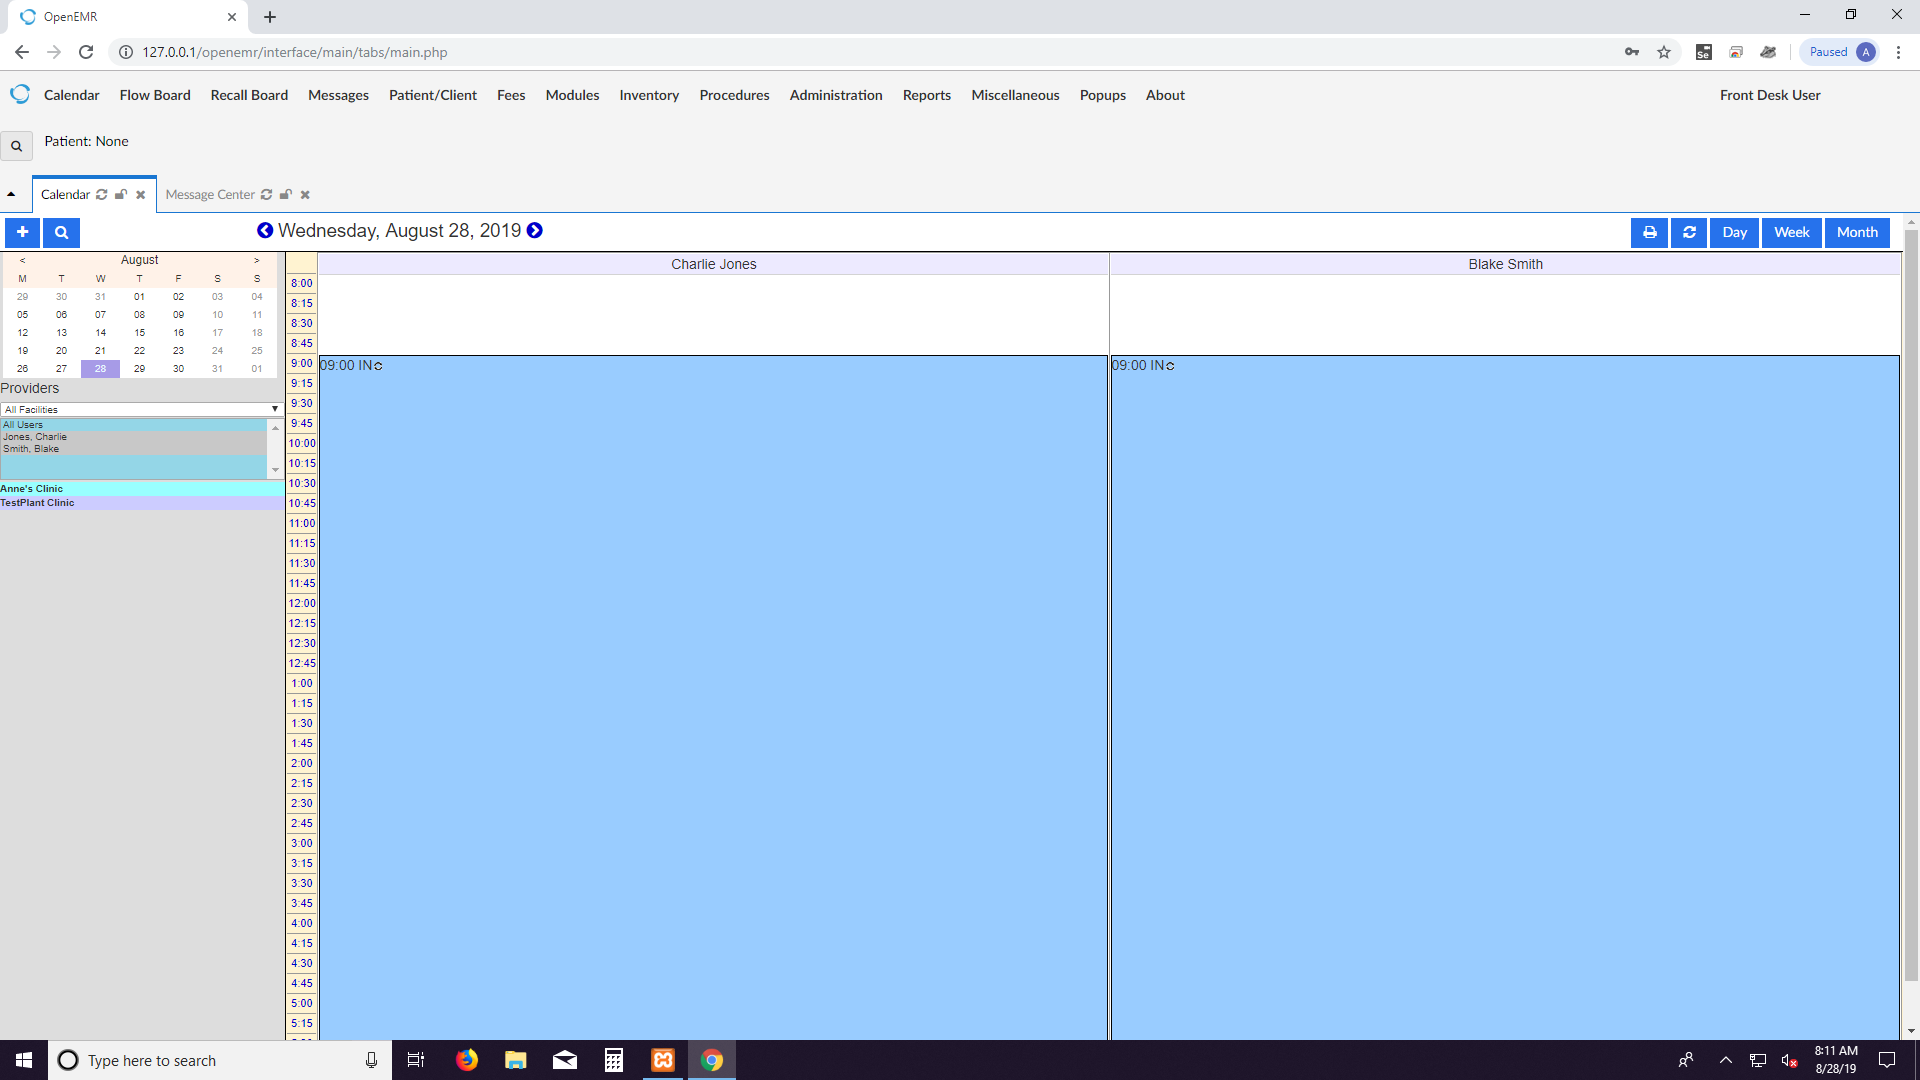 OpenEMR
127.0.0.1/openemr/interface/main/tabs/main.php
Se
Paused A
Calendar Flow Board Recall Board Messages Patient/Client Fees Modules Inventory Procedures Administration Reports Miscellaneous Popups About Front Desk User
Patient: None
Calendar Message Center
Wednesday, August 28, 2019
Day Week Month
< August >
M T W T F S S
29 30 31 01 02 03 04
05 06 07 08 09 10 11
12 13 14 15 16 17 18
19 20 21 22 23 24 25
26 27 28 29 30 31 01
Providers
All Facilities
All Users
Jones, Charlie
Smith, Blake
Anne's Clinic
TestPlant Clinic
Charlie Jones Blake Smith
8:00
8:15
8:30
8:45
9:00 09:00 IN 09:00 IN
9:15
9:30
9:45
10:00
10:15
10:30
10:45
11:00
11:15
11:30
11:45
12:00
12:15
12:30
12:45
1:00
1:15
1:30
1:45
2:00
2:15
2:30
2:45
3:00
3:15
3:30
3:45
4:00
4:15
4:30
4:45
5:00
5:15
Type here to search
8:11 AM
8/28/19